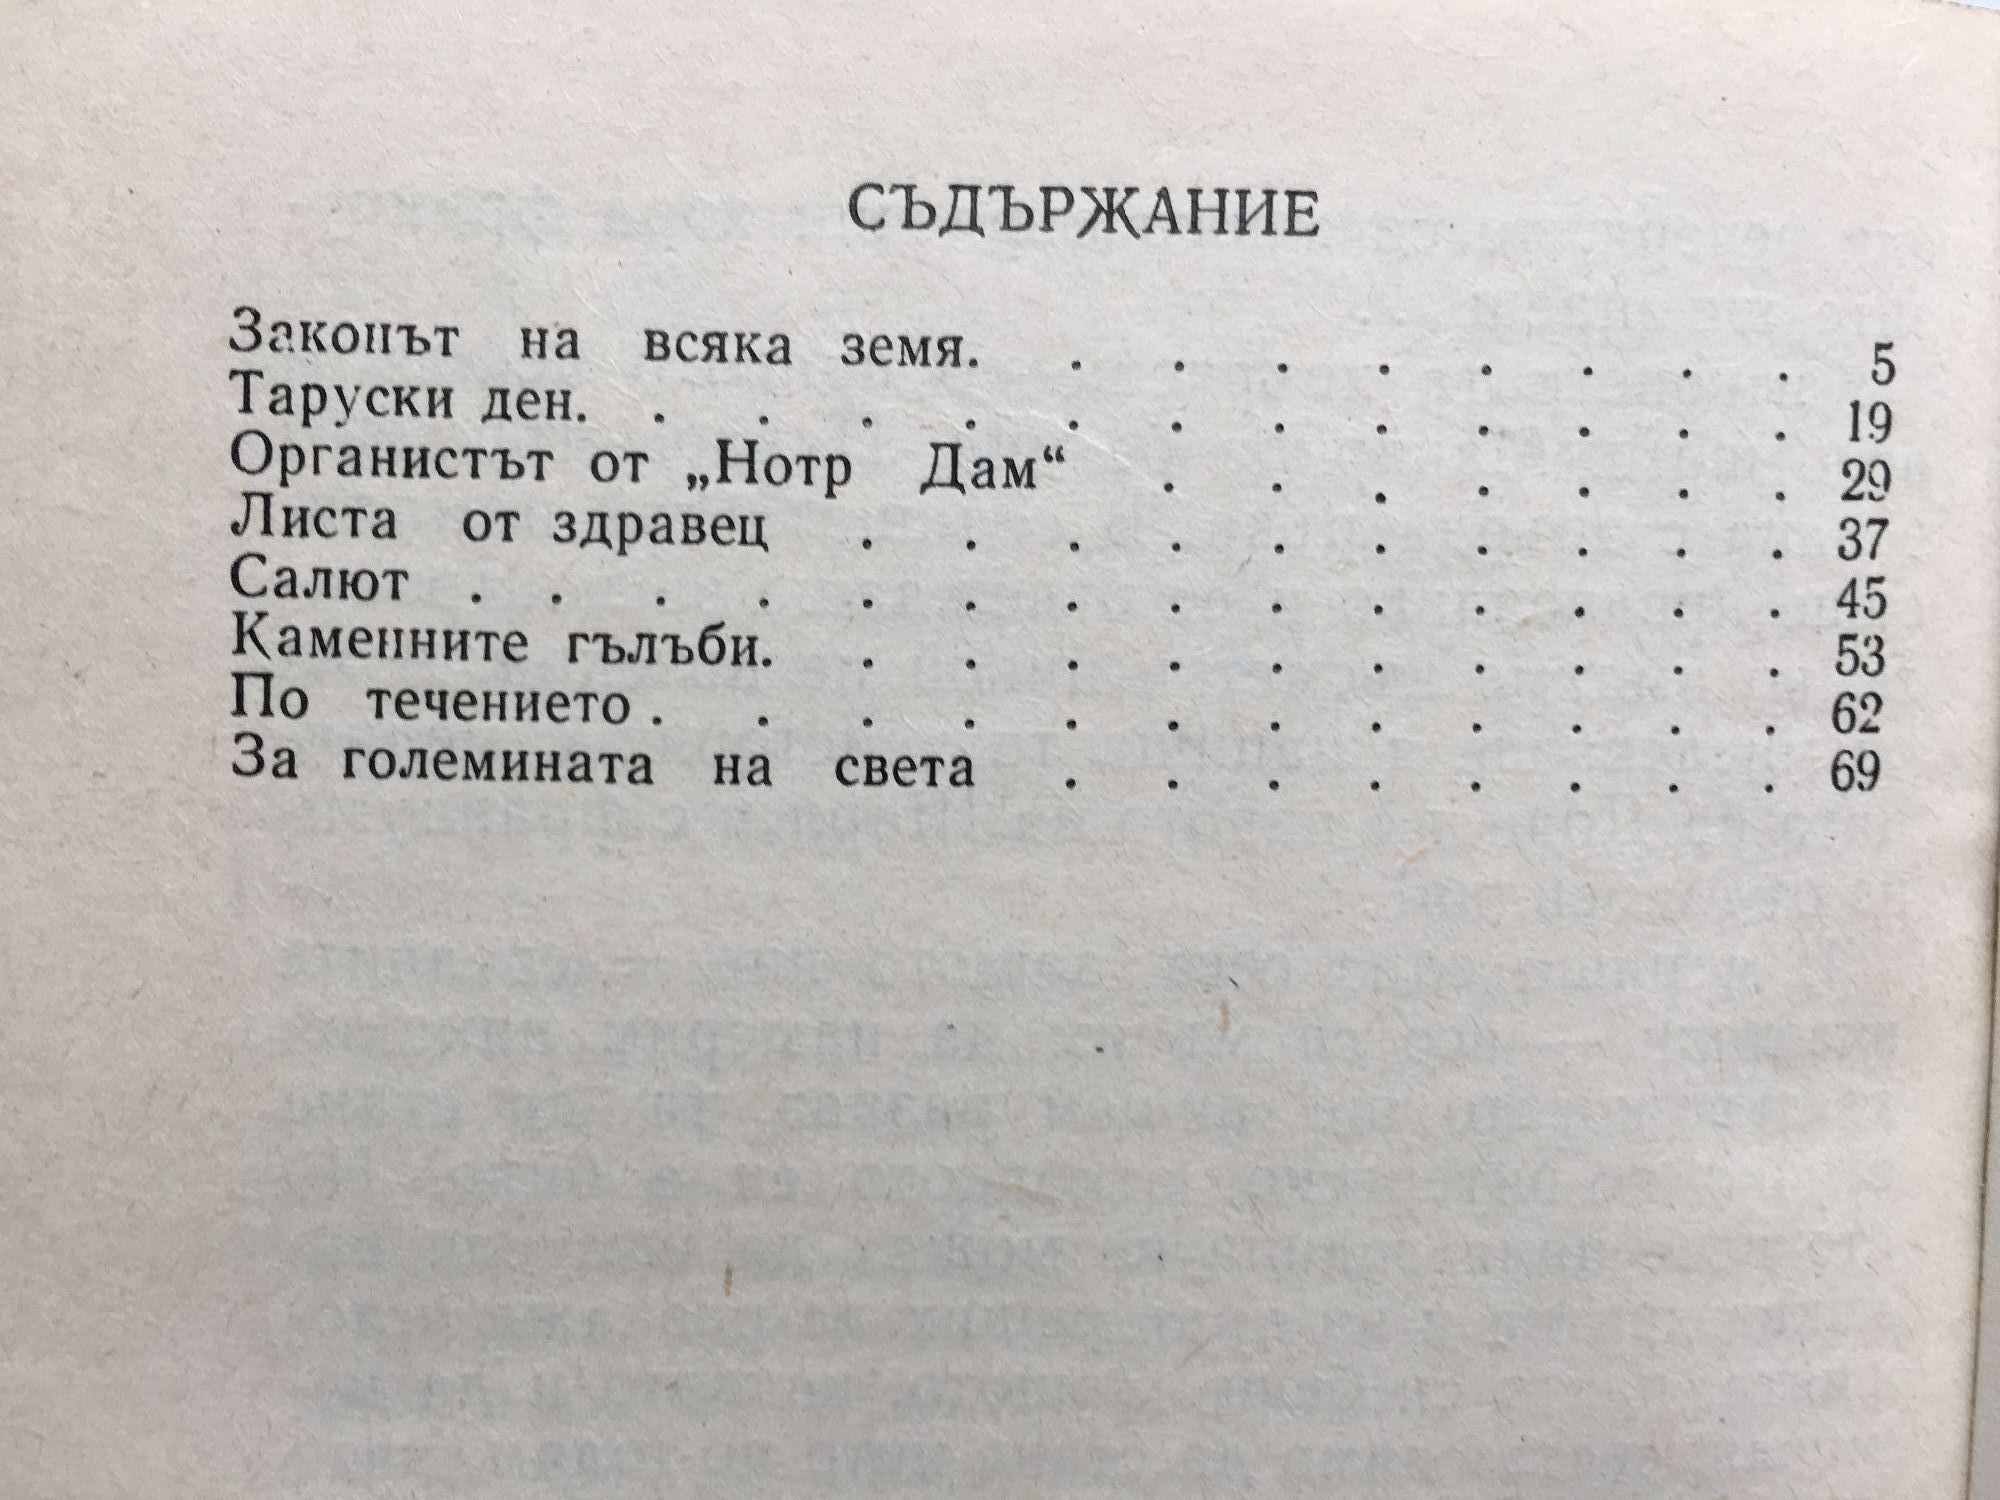 СЪДЪРЖАНИЕ
Законът на всяка земя. . . . . . . . . 5
Таруски ден. . . . . . . . . . . . . 19
Органистът от „Нотр Дам“ . . . . . . . 29
Листа от здравец . . . . . . . . . . 37
Салют . . . . . . . . . . . . . . 45
Каменните гълъби. . . . . . . . . . . 53
По течението . . . . . . . . . . . . 62
За големината на света . . . . . . . . 69